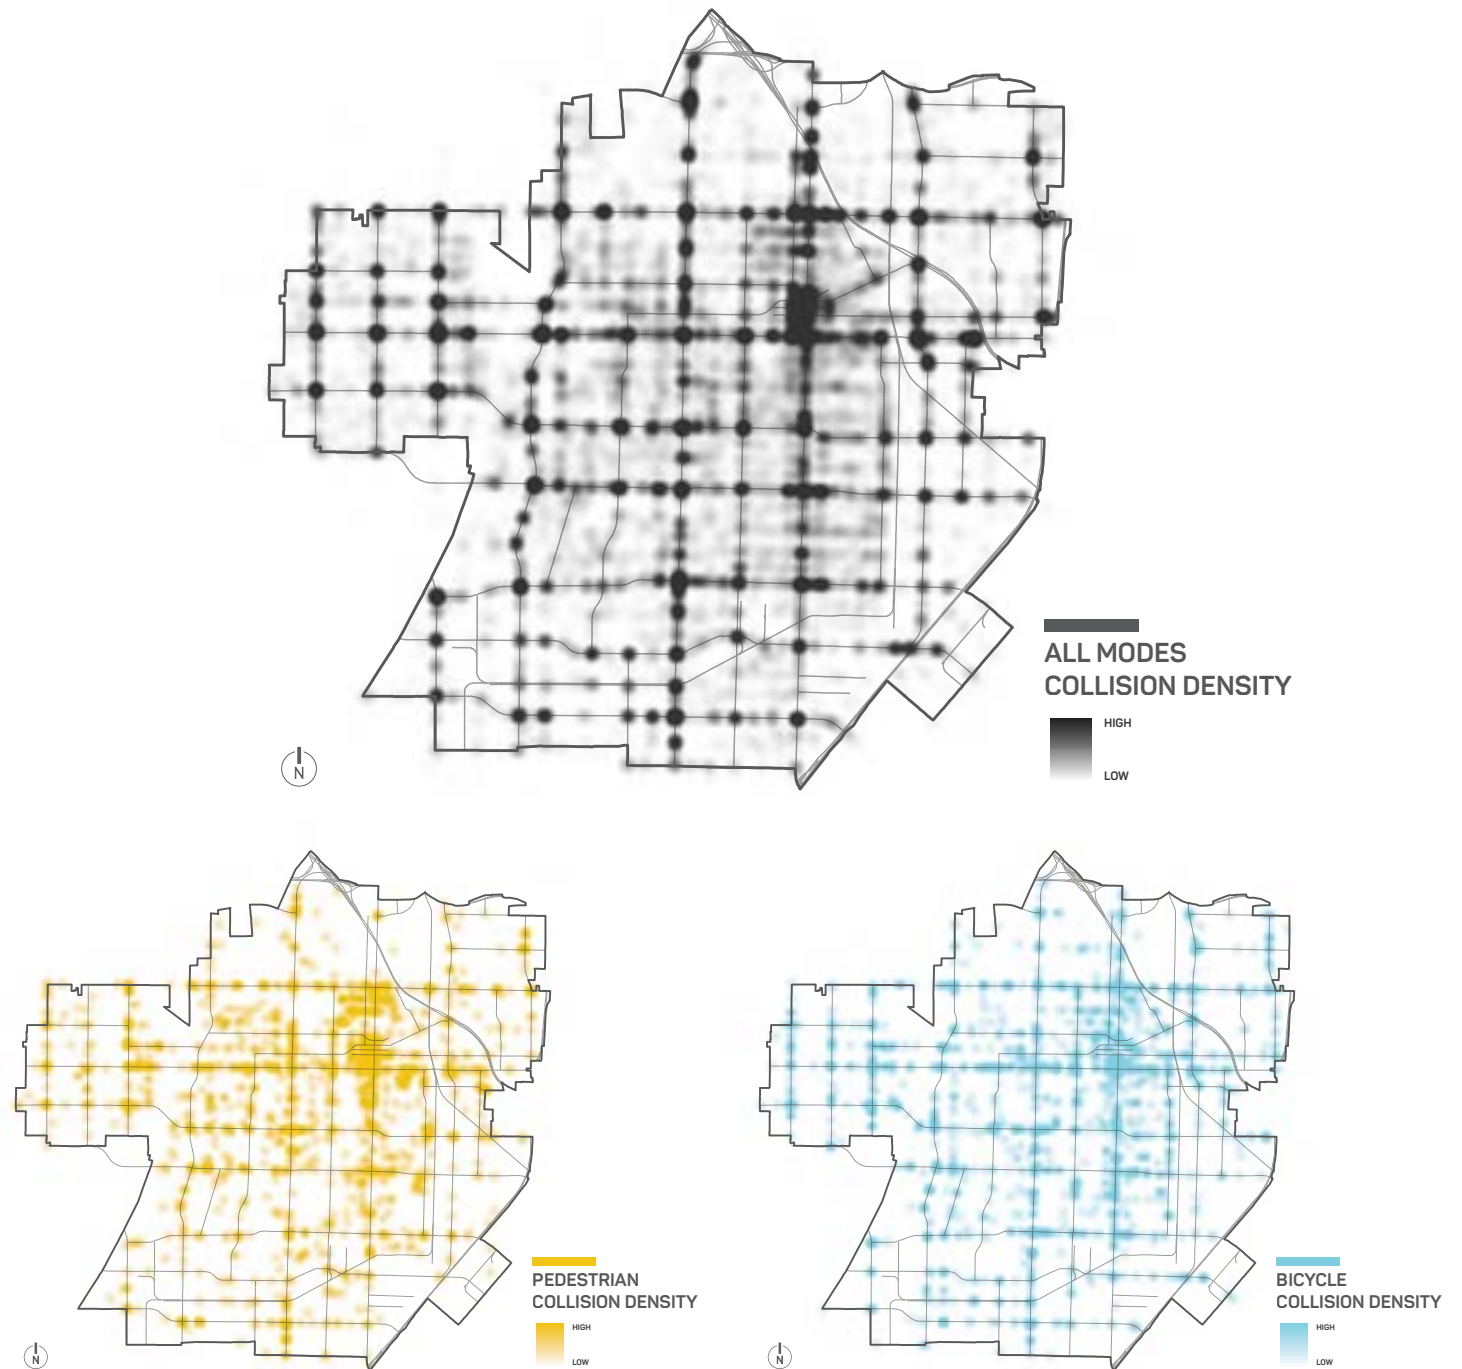 ALL MODES
COLLISION DENSITY
HIGH
LOW
N
PEDESTRIAN
COLLISION DENSITY
HIGH
LOW
N
BICYCLE
COLLISION DENSITY
HIGH
LOW
N